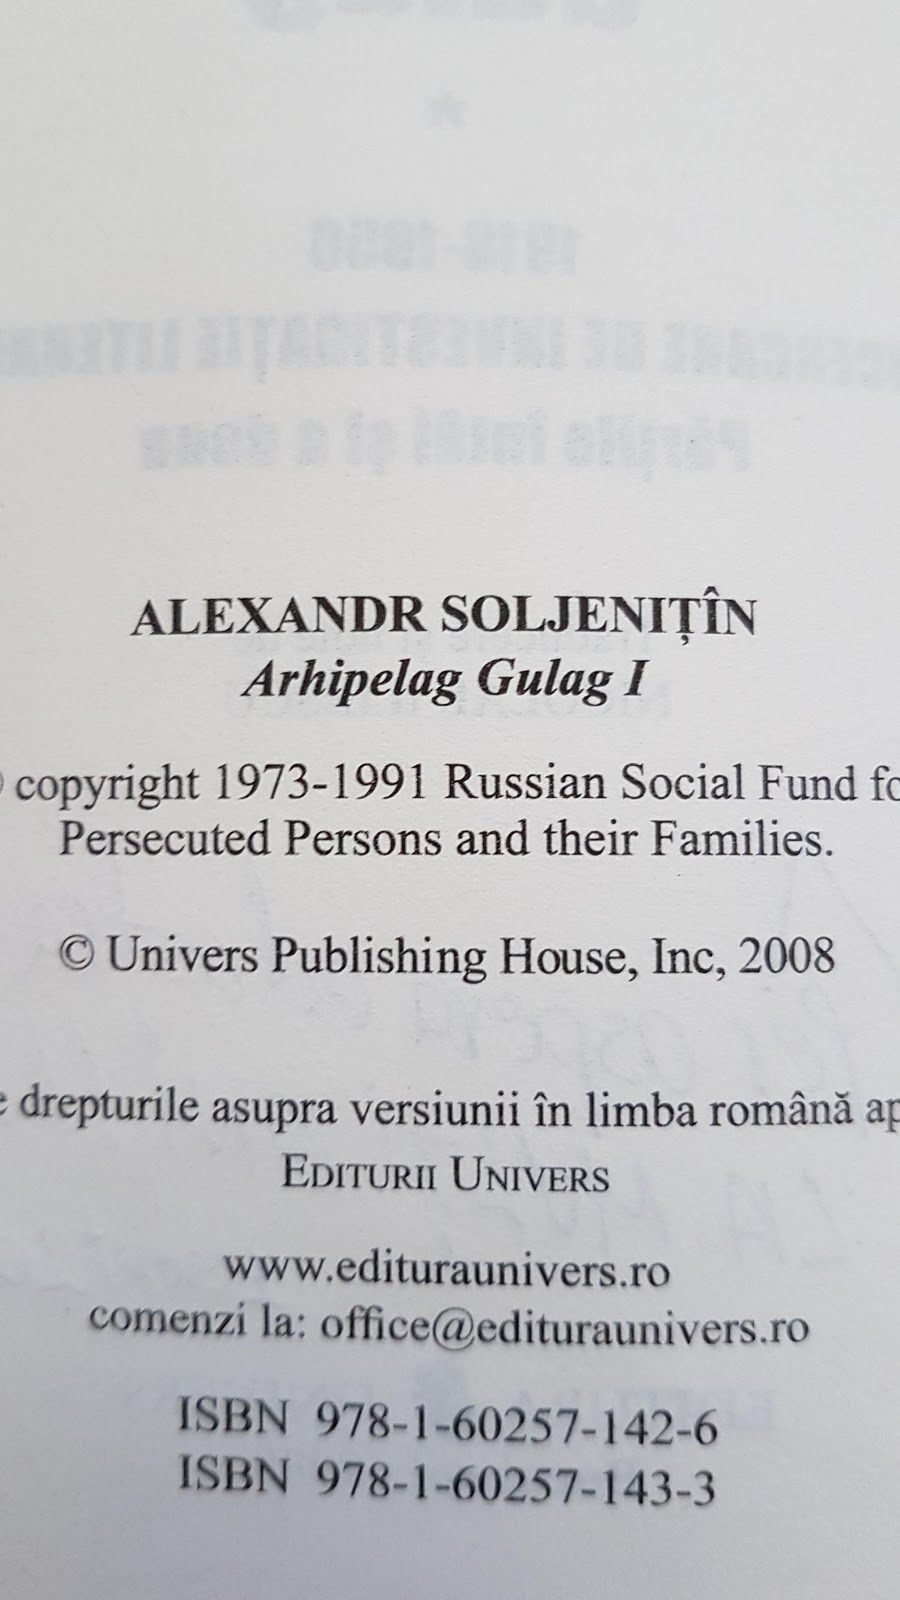 ALEXANDR SOLJENIȚÎN
Arhipelag Gulag I
copyright 1973-1991 Russian Social Fund fo
Persecuted Persons and their Families.
© Univers Publishing House, Inc, 2008
e drepturile asupra versiunii în limba română ap
EDITURII UNIVERS
www.edituraunivers.ro
comenzi la: office@edituraunivers.ro
ISBN 978-1-60257-142-6
ISBN 978-1-60257-143-3